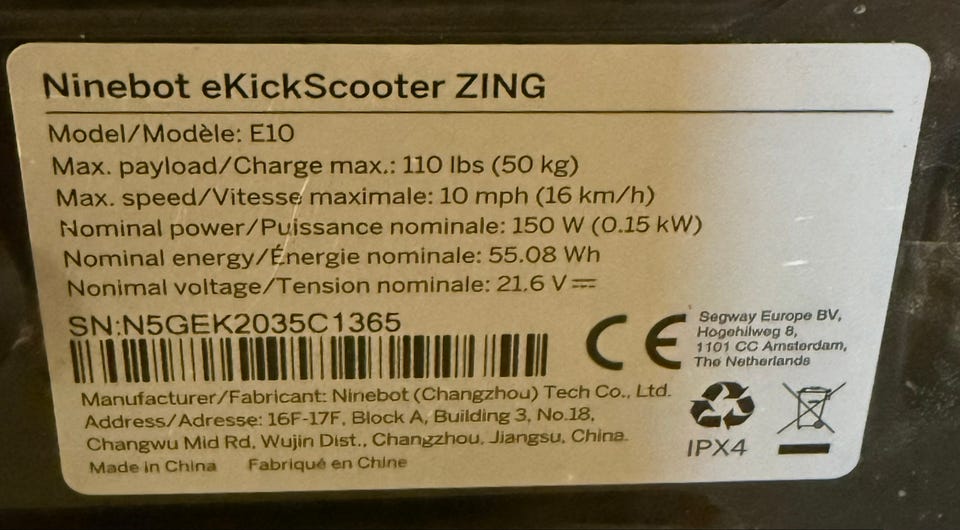 Ninebot eKickScooter ZING
Model/Modèle: E10
Max. payload/Charge max.: 110 lbs (50 kg)
Max. speed/Vitesse maximale: 10 mph (16 km/h)
Nominal power/Puissance nominale: 150 W (0.15 kW)
Nominal energy/Énergie nominale: 55.08 Wh
Nonimal voltage/Tension nominale: 21.6 V⎓
SN:N5GEK2035C1365
CE
Segway Europe BV,
Hogehilweg 8,
1101 CC Amsterdam,
The Netherlands
Manufacturer/Fabricant: Ninebot (Changzhou) Tech Co., Ltd.
Address/Adresse: 16F-17F, Block A, Building 3, No.18,
Changwu Mid Rd, Wujin Dist., Changzhou, Jiangsu, China.
Made in China Fabriqué en Chine
IPX4